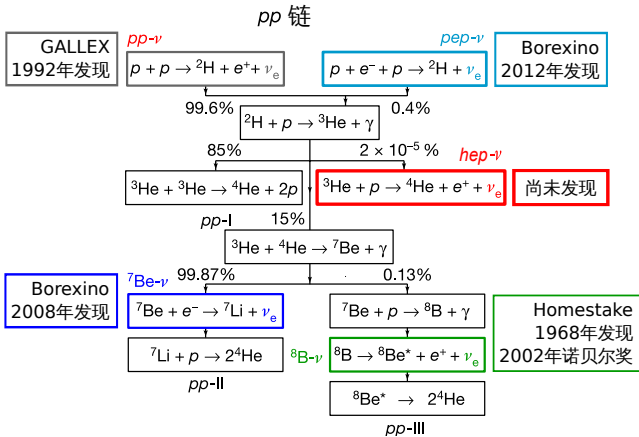 pp 链
GALLEX
1992年发现
pp-ν
p + p → ²H + e⁺ + νₑ
pep-ν
p + e⁻ + p → ²H + νₑ
Borexino
2012年发现
99.6%
0.4%
²H + p → ³He + γ
85%
2 × 10⁻⁵ %
hep-ν
³He + ³He → ⁴He + 2p
³He + p → ⁴He + e⁺ + νₑ
尚未发现
pp-I
15%
³He + ⁴He → ⁷Be + γ
⁷Be-ν
99.87%
0.13%
Borexino
2008年发现
⁷Be + e⁻ → ⁷Li + νₑ
⁷Be + p → ⁸B + γ
Homestake
1968年发现
2002年诺贝尔奖
⁷Li + p → 2⁴He
⁸B-ν
⁸B → ⁸Be* + e⁺ + νₑ
pp-II
⁸Be* → 2⁴He
pp-III